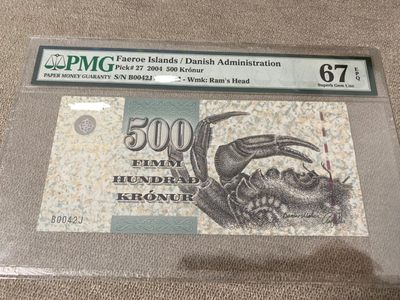 PMG
PAPER MONEY GUARANTY
Faeroe Islands / Danish Administration
Pick# 27 2004 500 Krónur
S/N B0042J - Wmk: Ram's Head
67 EPQ
Superb Gem Unc
500
FIMM
HUNDRAÐ
KRÓNUR
B0042J